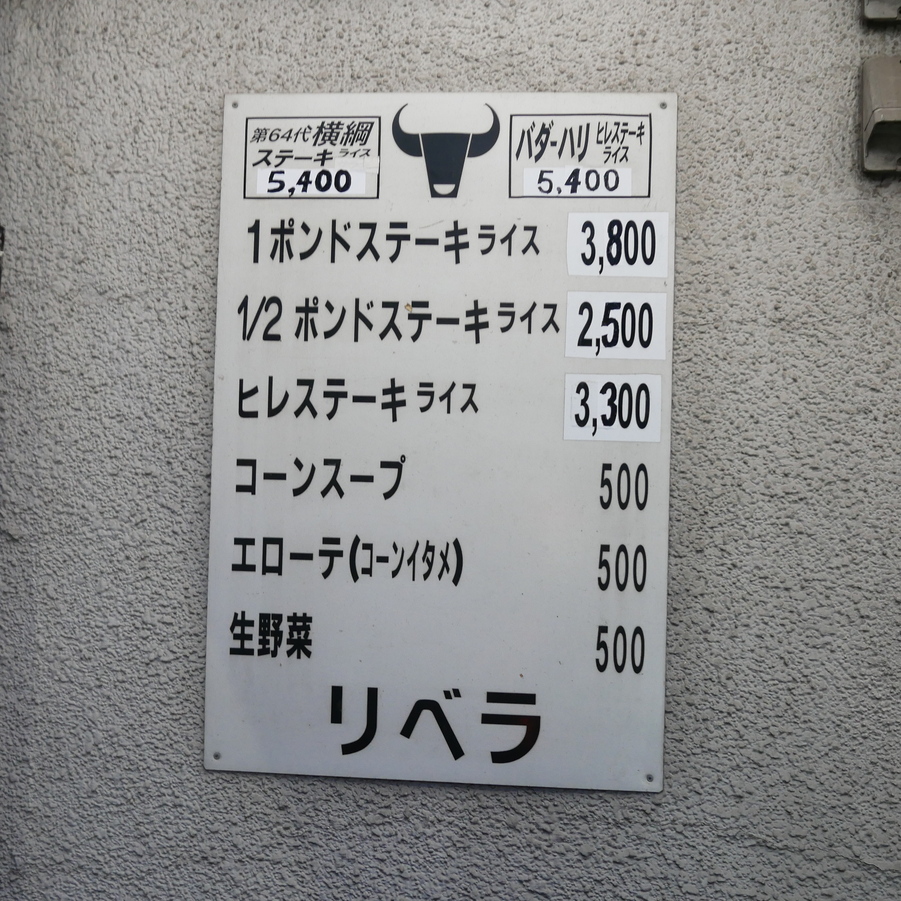 第64代横綱
ステーキライス
5,400
バダ-ハリ ヒレステーキ
ライス
5,400
1ポンドステーキライス 3,800
1/2 ポンドステーキライス 2,500
ヒレステーキライス 3,300
コーンスープ 500
エローテ(コーンイタメ) 500
生野菜 500
リベラ